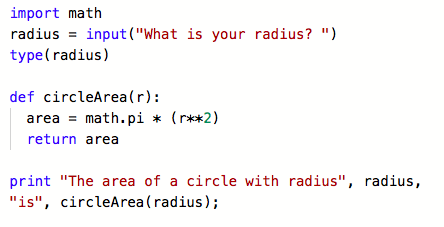 import math
radius = input("What is your radius? ")
type(radius)
def circleArea(r):
area = math.pi * (r**2)
return area
print "The area of a circle with radius", radius,
"is", circleArea(radius);